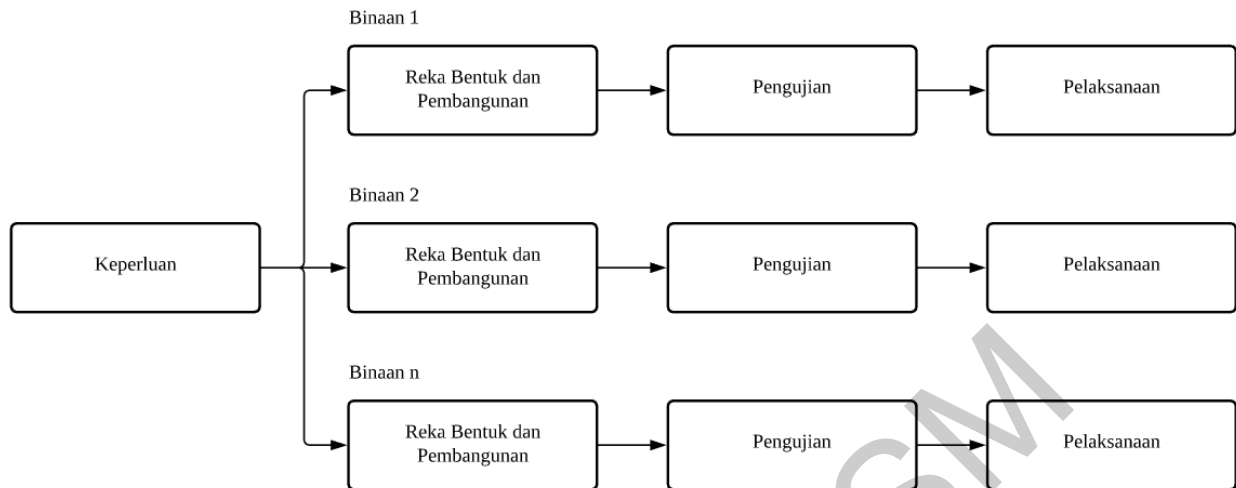 Binaan 1
Reka Bentuk dan
Pembangunan
Pengujian
Pelaksanaan
Binaan 2
Keperluan
Reka Bentuk dan
Pembangunan
Pengujian
Pelaksanaan
Binaan n
Reka Bentuk dan
Pembangunan
Pengujian
Pelaksanaan
SM